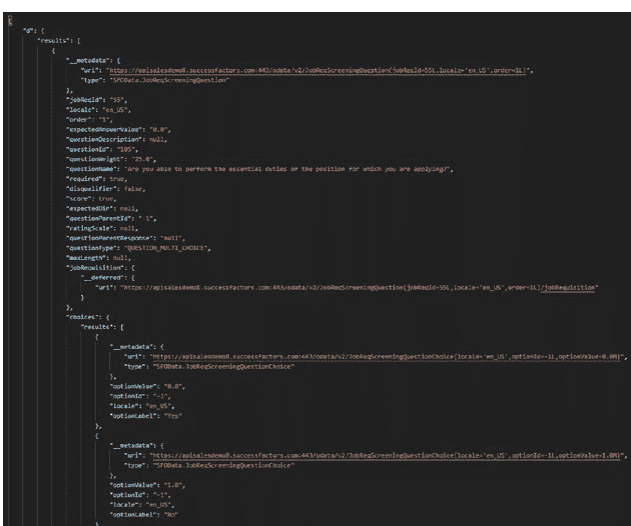 {
"d": {
"results": [
{
"__metadata": {
"uri": "https://apisalesdemo8.successfactors.com:443/odata/v2/JobReqScreeningQuestion(jobReqId=55L,locale='en_US',order=1L)",
"type": "SFOData.JobReqScreeningQuestion"
},
"jobReqId": "55",
"locale": "en_US",
"order": "1",
"expectedAnswerValue": "0.0",
"questionDescription": null,
"questionId": "105",
"questionWeight": "25.0",
"questionName": "Are you able to perform the essential duties of the position for which you are applying?",
"required": true,
"disqualifier": false,
"score": true,
"expectedDir": null,
"questionParentId": "-1",
"ratingScale": null,
"questionParentResponse": "null",
"questionType": "QUESTION_MULTI_CHOICE",
"maxLength": null,
"jobRequisition": {
"__deferred": {
"uri": "https://apisalesdemo8.successfactors.com:443/odata/v2/JobReqScreeningQuestion(jobReqId=55L,locale='en_US',order=1L)/jobRequisition"
}
},
"choices": {
"results": [
{
"__metadata": {
"uri": "https://apisalesdemo8.successfactors.com:443/odata/v2/JobReqScreeningQuestionChoice(locale='en_US',optionId=-1L,optionValue=0.0M)",
"type": "SFOData.JobReqScreeningQuestionChoice"
},
"optionValue": "0.0",
"optionId": "-1",
"locale": "en_US",
"optionLabel": "Yes"
},
{
"__metadata": {
"uri": "https://apisalesdemo8.successfactors.com:443/odata/v2/JobReqScreeningQuestionChoice(locale='en_US',optionId=-1L,optionValue=1.0M)",
"type": "SFOData.JobReqScreeningQuestionChoice"
},
"optionValue": "1.0",
"optionId": "-1",
"locale": "en_US",
"optionLabel": "No"
}